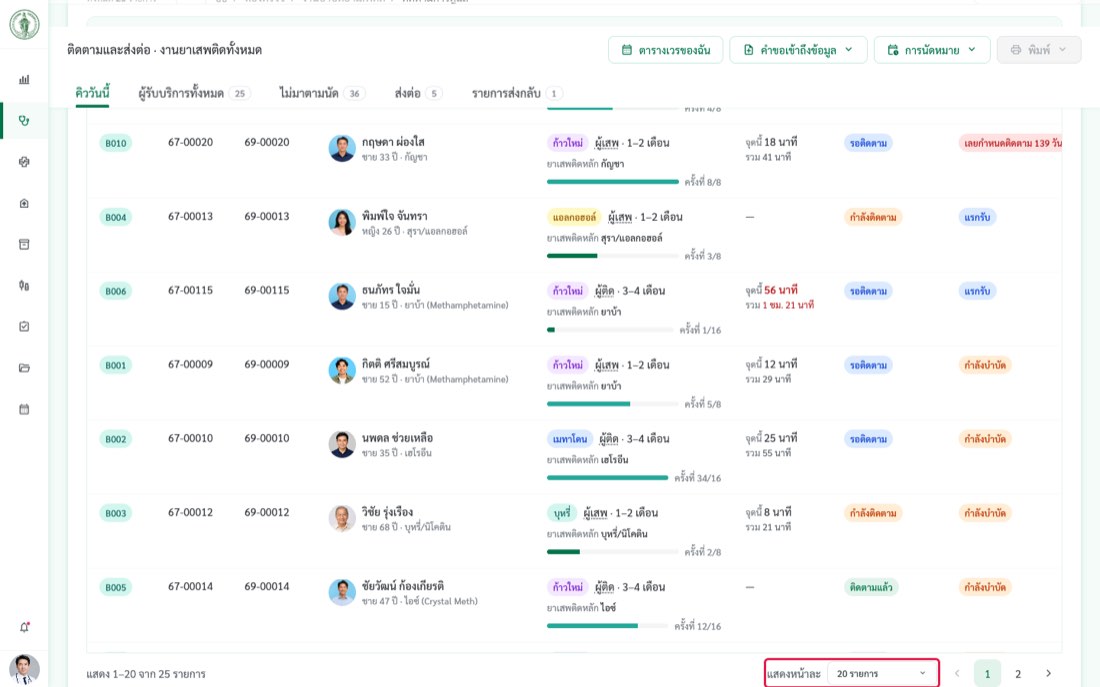 ติดตามและส่งต่อ · งานยาเสพติดทั้งหมด
ตารางเวรของฉัน
คำขอเข้าถึงข้อมูล
การนัดหมาย
พิมพ์
คิววันนี้
ผู้รับบริการทั้งหมด 25
ไม่มาตามนัด 36
ส่งต่อ 5
รายการส่งกลับ 1
ครั้งที่ 4/8
B010 67-00020 69-00020 กฤษดา ผ่องใส ก้าวใหม่ ผู้เสพ · 1–2 เดือน จุดนี้ 18 นาที รอติดตาม เลยกำหนดติดตาม 139 วัน
ชาย 33 ปี · กัญชา ยาเสพติดหลัก กัญชา รวม 41 นาที
ครั้งที่ 8/8
B004 67-00013 69-00013 พิมพ์ใจ จันทรา แอลกอฮอล์ ผู้เสพ · 1–2 เดือน — กำลังติดตาม แรกรับ
หญิง 26 ปี · สุรา/แอลกอฮอล์ ยาเสพติดหลัก สุรา/แอลกอฮอล์
ครั้งที่ 3/8
B006 67-00115 69-00115 ธนภัทร ใจมั่น ก้าวใหม่ ผู้ติด · 3–4 เดือน จุดนี้ 56 นาที รอติดตาม แรกรับ
ชาย 15 ปี · ยาบ้า (Methamphetamine) ยาเสพติดหลัก ยาบ้า รวม 1 ชม. 21 นาที
ครั้งที่ 1/16
B001 67-00009 69-00009 กิตติ ศรีสมบูรณ์ ก้าวใหม่ ผู้เสพ · 1–2 เดือน จุดนี้ 12 นาที รอติดตาม กำลังบำบัด
ชาย 52 ปี · ยาบ้า (Methamphetamine) ยาเสพติดหลัก ยาบ้า รวม 29 นาที
ครั้งที่ 5/8
B002 67-00010 69-00010 นพดล ช่วยเหลือ เมทาโดน ผู้ติด · 3–4 เดือน จุดนี้ 25 นาที รอติดตาม กำลังบำบัด
ชาย 35 ปี · เฮโรอีน ยาเสพติดหลัก เฮโรอีน รวม 55 นาที
ครั้งที่ 34/16
B003 67-00012 69-00012 วิชัย รุ่งเรือง บุหรี่ ผู้เสพ · 1–2 เดือน จุดนี้ 8 นาที กำลังติดตาม กำลังบำบัด
ชาย 68 ปี · บุหรี่/นิโคติน ยาเสพติดหลัก บุหรี่/นิโคติน รวม 21 นาที
ครั้งที่ 2/8
B005 67-00014 69-00014 ชัยวัฒน์ ก้องเกียรติ ก้าวใหม่ ผู้ติด · 3–4 เดือน — ติดตามแล้ว กำลังบำบัด
ชาย 47 ปี · ไอซ์ (Crystal Meth) ยาเสพติดหลัก ไอซ์
ครั้งที่ 12/16
แสดง 1–20 จาก 25 รายการ แสดงหน้าละ 20 รายการ 1 2